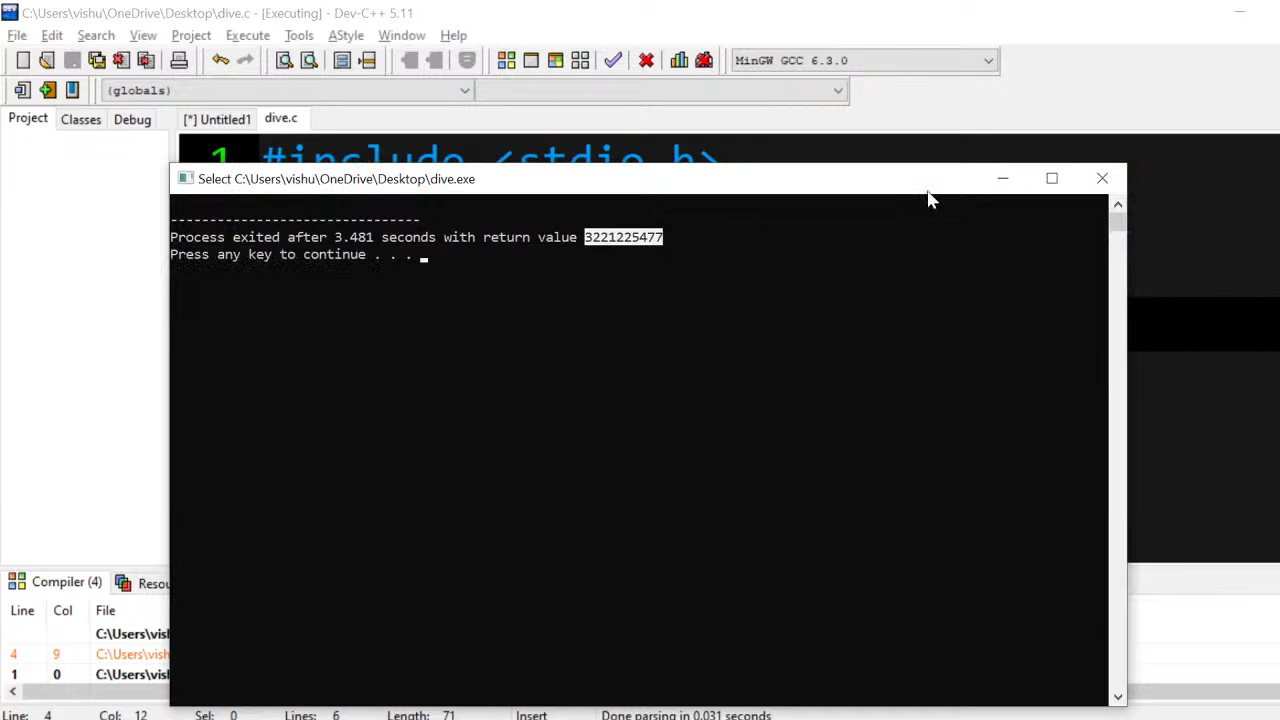 C:\Users\vishu\OneDrive\Desktop\dive.c - [Executing] - Dev-C++ 5.11
File Edit Search View Project Execute Tools AStyle Window Help
MinGW GCC 6.3.0
(globals)
Project Classes Debug [*] Untitled1 dive.c
1 #include <stdio.h>
Select C:\Users\vishu\OneDrive\Desktop\dive.exe
--------------------------------
Process exited after 3.481 seconds with return value 3221225477
Press any key to continue . . .
Compiler (4) Resou
Line Col File
C:\Users\vish
4 9 C:\Users\vish
1 0 C:\Users\vish
Line: 4 Col: 12 Sel: 0 Lines: 6 Length: 71 Insert Done parsing in 0.031 seconds